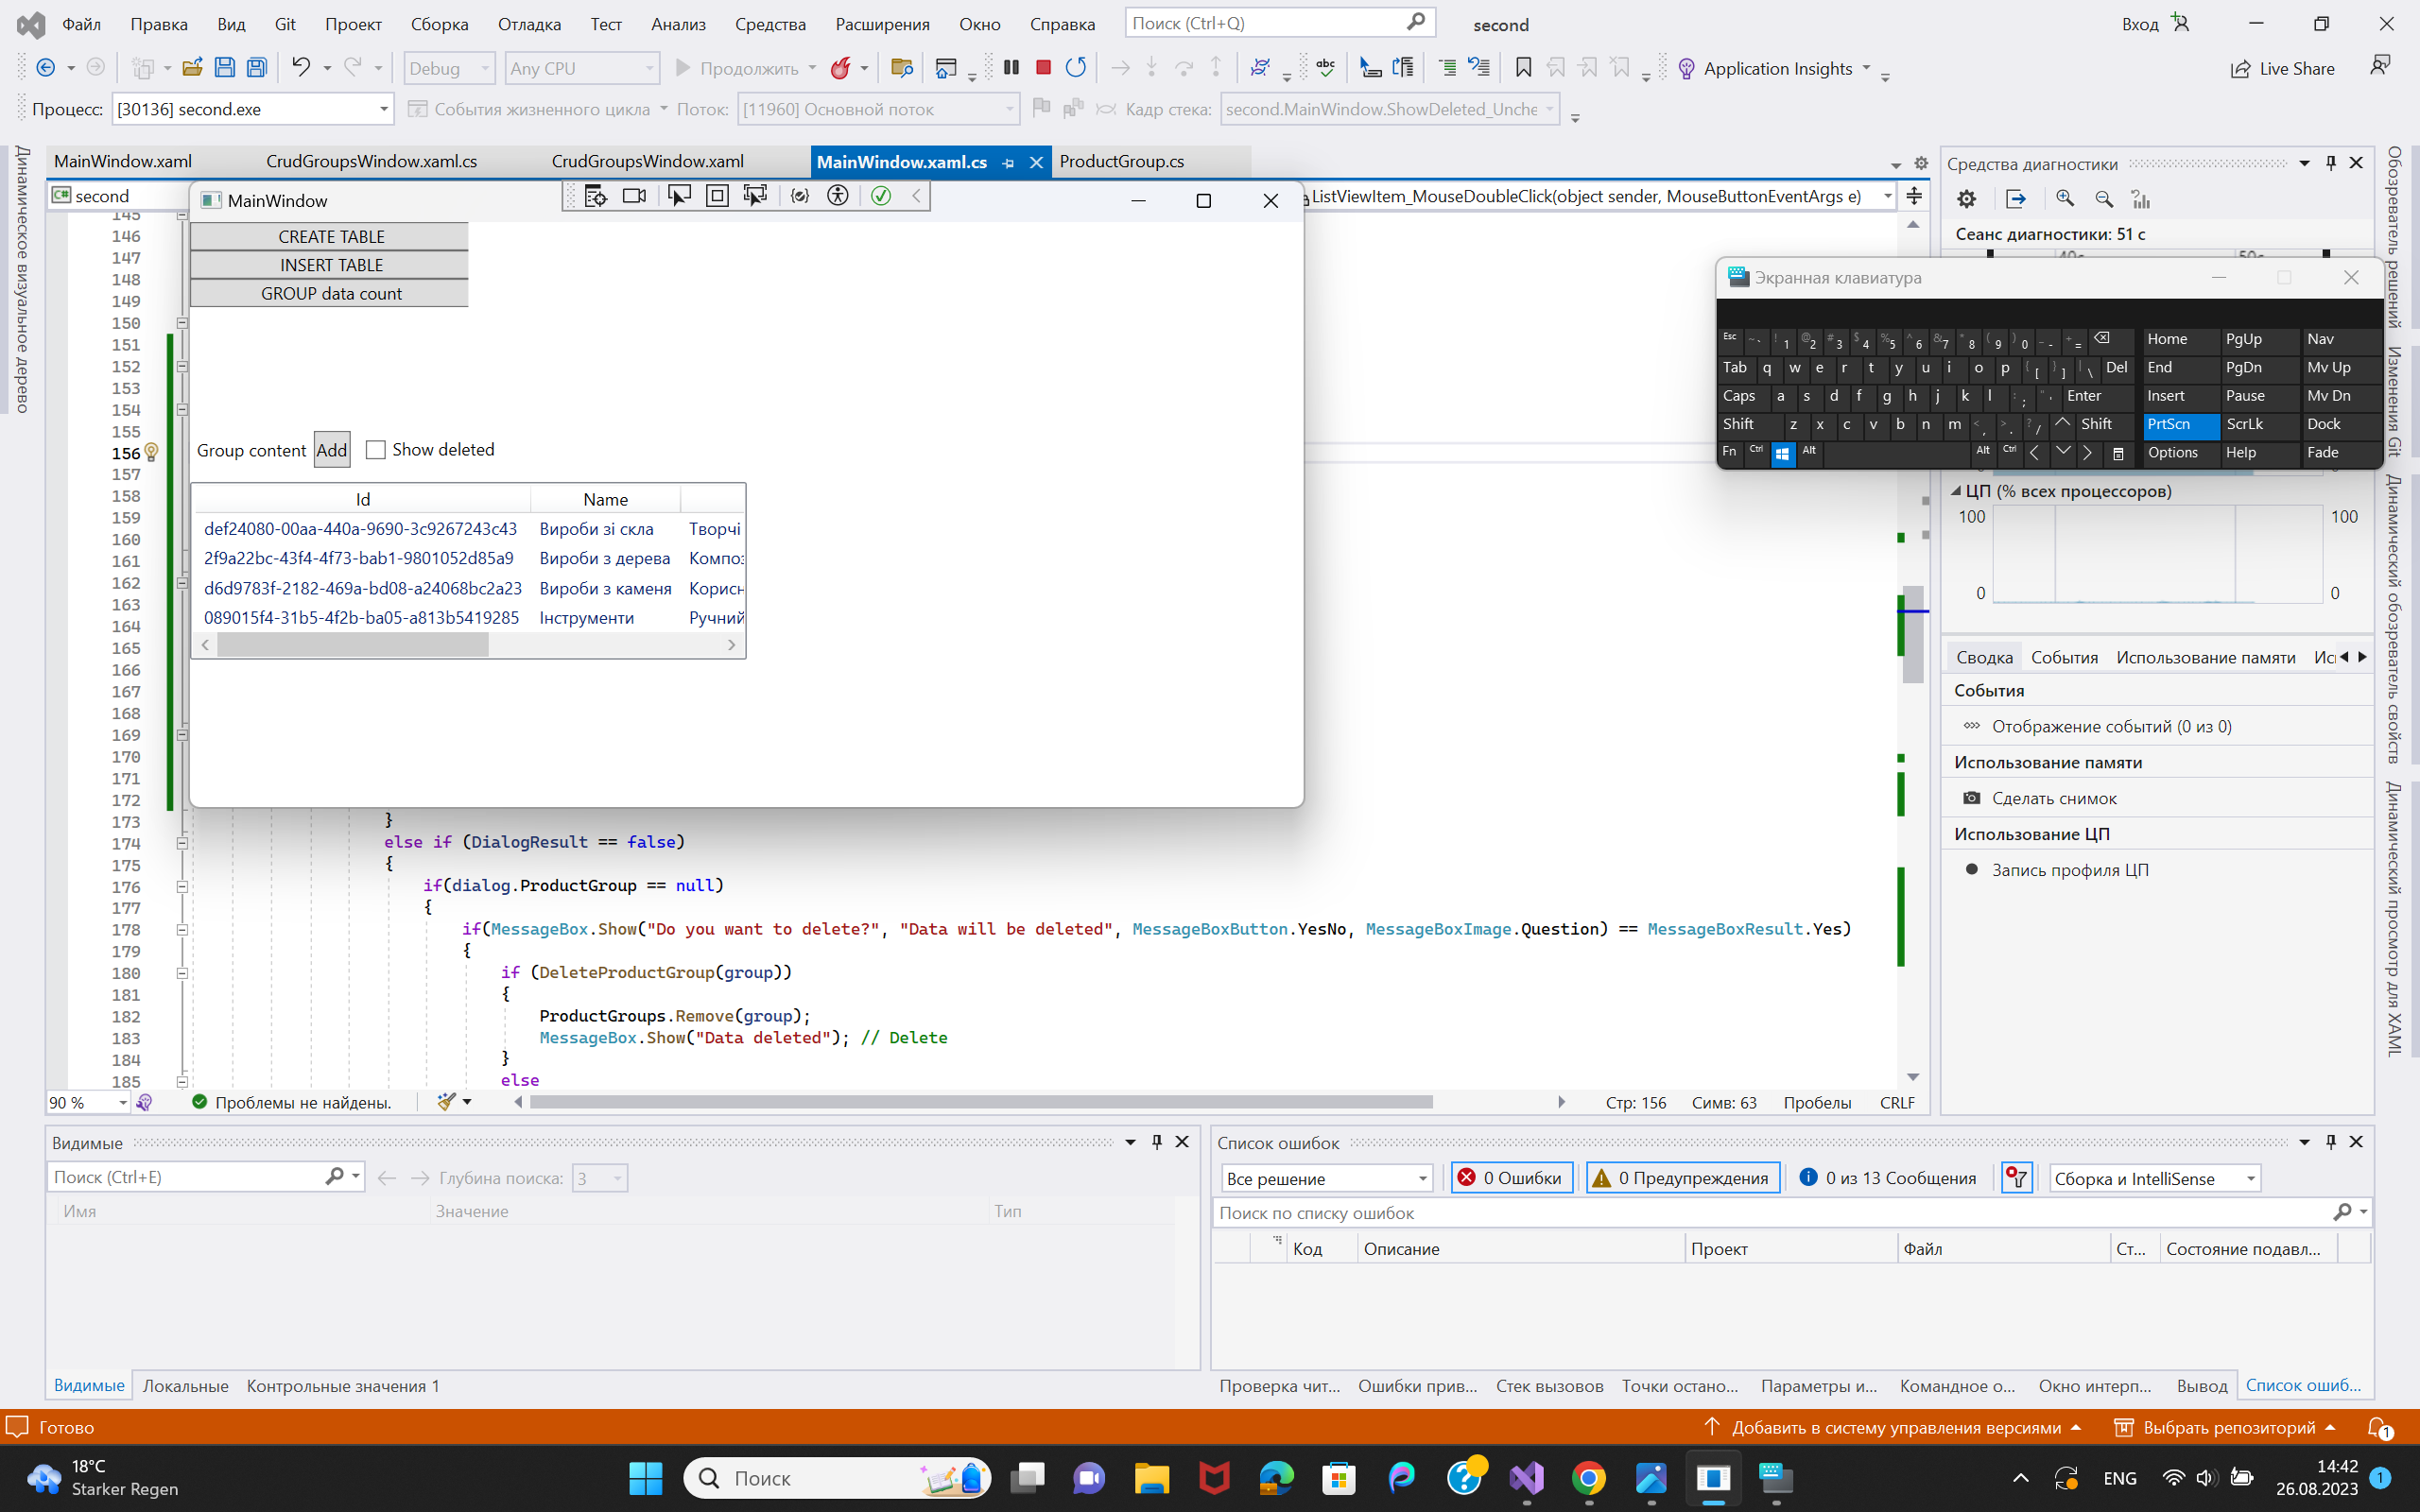 Файл Правка Вид Git Проект Сборка Отладка Тест Анализ Средства Расширения Окно Справка Поиск (Ctrl+Q) second Вход
Debug Any CPU Продолжить Application Insights Live Share
Процесс: [30136] second.exe События жизненного цикла Поток: [11960] Основной поток Кадр стека: second.MainWindow.ShowDeleted_Unche
MainWindow.xaml CrudGroupsWindow.xaml.cs CrudGroupsWindow.xaml MainWindow.xaml.cs ProductGroup.cs
second ListViewItem_MouseDoubleClick(object sender, MouseButtonEventArgs e)
MainWindow
CREATE TABLE
INSERT TABLE
GROUP data count
Group content Add Show deleted
Id Name
def24080-00aa-440a-9690-3c9267243c43 Вироби зі скла Творчі
2f9a22bc-43f4-4f73-bab1-9801052d85a9 Вироби з дерева Компо
d6d9783f-2182-469a-bd08-a24068bc2a23 Вироби з каменя Корисн
089015f4-31b5-4f2b-ba05-a813b5419285 Інструменти Ручний
145
146
147
148
149
150
151
152
153
154
155
156
157
158
159
160
161
162
163
164
165
166
167
168
169
170
171
172
173 }
174 else if (DialogResult == false)
175 {
176 if(dialog.ProductGroup == null)
177 {
178 if(MessageBox.Show("Do you want to delete?", "Data will be deleted", MessageBoxButton.YesNo, MessageBoxImage.Question) == MessageBoxResult.Yes)
179 {
180 if (DeleteProductGroup(group))
181 {
182 ProductGroups.Remove(group);
183 MessageBox.Show("Data deleted"); // Delete
184 }
185 else
90 % Проблемы не найдены. Стр: 156 Симв: 63 Пробелы CRLF
Динамическое визуальное дерево
Средства диагностики
Сеанс диагностики: 51 с
Экранная клавиатура
Esc ~ ` ! 1 @ 2 # 3 $ 4 % 5 ^ 6 & 7 * 8 ( 9 ) 0 _ - + = Home PgUp Nav
Tab q w e r t y u i o p { [ } ] | \ Del End PgDn Mv Up
Caps a s d f g h j k l : ; " ' Enter Insert Pause Mv Dn
Shift z x c v b n m < , > . ? / Shift PrtScn ScrLk Dock
Fn Ctrl Alt Alt Ctrl Options Help Fade
ЦП (% всех процессоров)
100 100
0 0
Сводка События Использование памяти
События
Отображение событий (0 из 0)
Использование памяти
Сделать снимок
Использование ЦП
Запись профиля ЦП
Обозреватель решений
Изменения Git
Динамический обозреватель свойств
Динамический просмотр для XAML
Видимые
Поиск (Ctrl+E) Глубина поиска: 3
Имя Значение Тип
Видимые Локальные Контрольные значения 1
Список ошибок
Все решение 0 Ошибки 0 Предупреждения 0 из 13 Сообщения Сборка и IntelliSense
Поиск по списку ошибок
Код Описание Проект Файл Ст... Состояние подавл...
Проверка чит... Ошибки прив... Стек вызовов Точки остано... Параметры и... Командное о... Окно интерп... Вывод Список ошиб...
Готово Добавить в систему управления версиями Выбрать репозиторий 1
18°C
Starker Regen
Поиск
ENG
14:42
26.08.2023
1